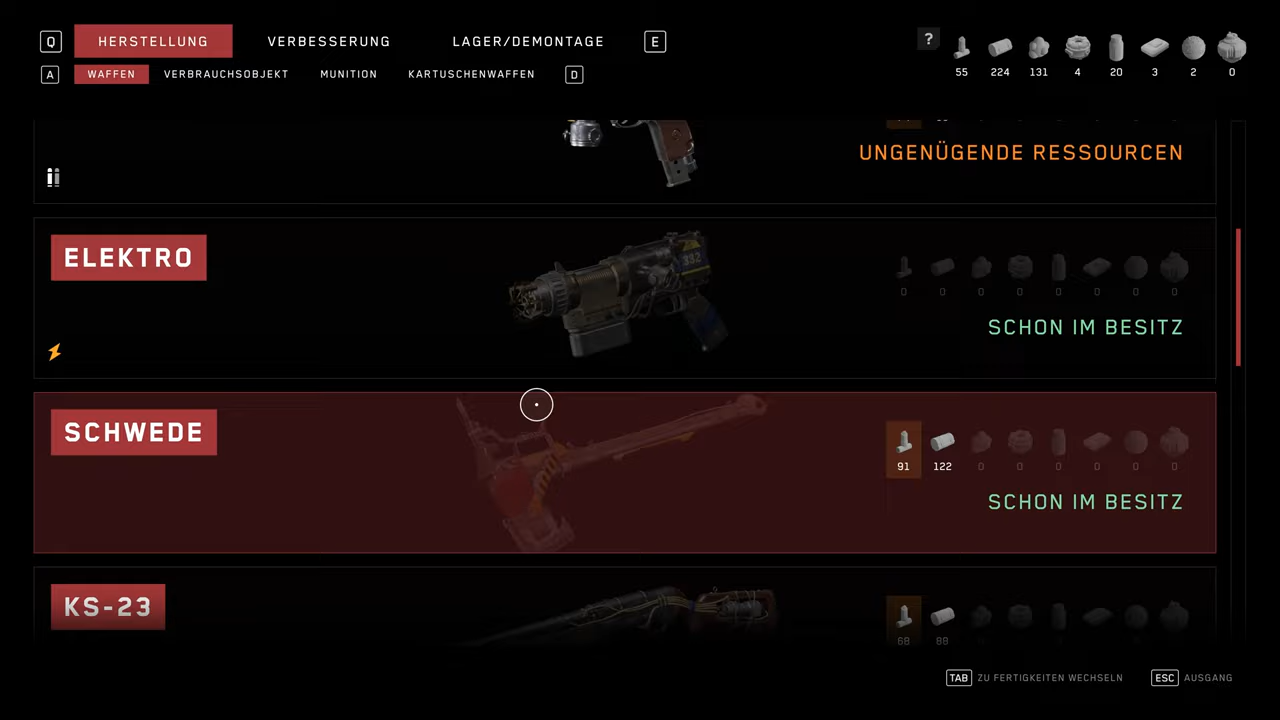 Q HERSTELLUNG VERBESSERUNG LAGER/DEMONTAGE E
?
55 224 131 4 20 3 2 0
A WAFFEN VERBRAUCHSOBJEKT MUNITION KARTUSCHENWAFFEN D
UNGENÜGENDE RESSOURCEN
ELEKTRO
332
0 0 0 0 0 0 0 0
SCHON IM BESITZ
SCHWEDE
91 122 0 0 0 0 0 0
SCHON IM BESITZ
KS-23
68 89
TAB ZU FERTIGKEITEN WECHSELN ESC AUSGANG